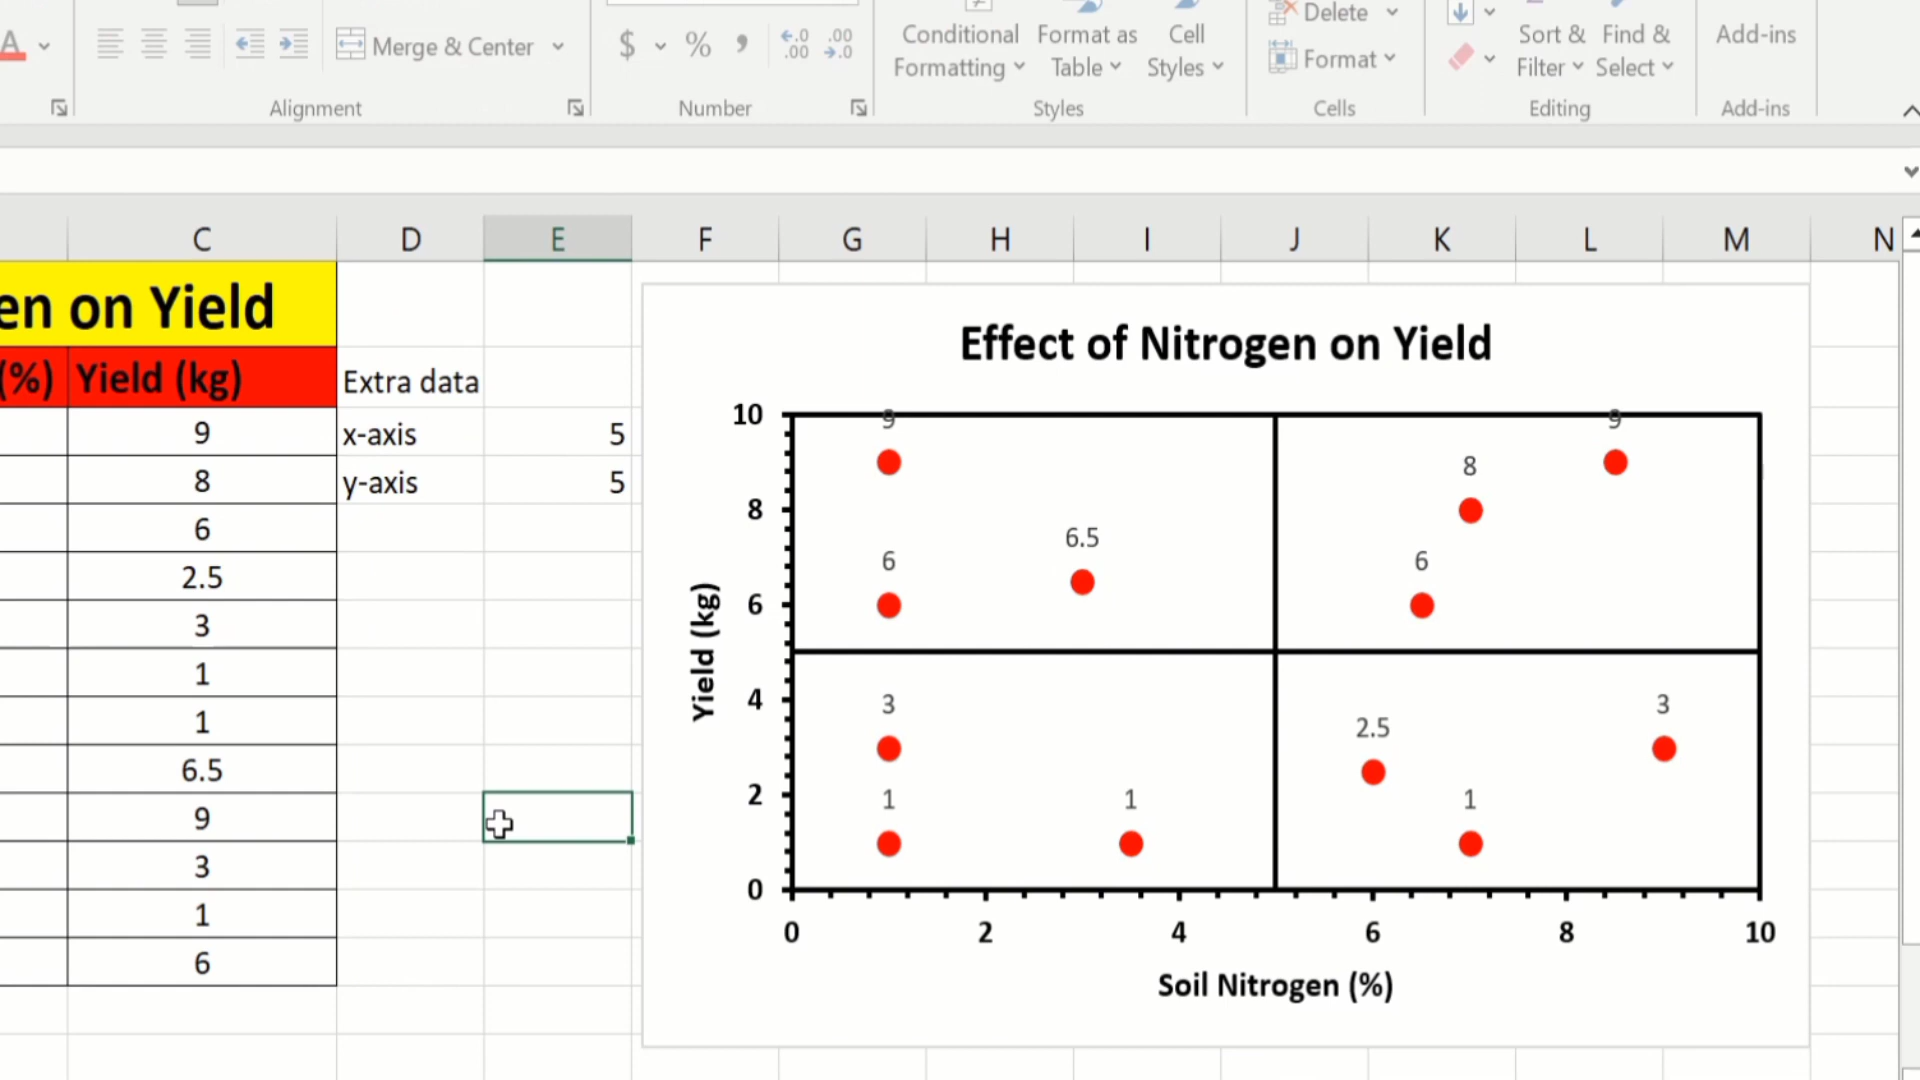 A
Merge & Center
$ % ,
←.0 .00
.00 →.0
Conditional Formatting
Format as Table
Cell Styles
Delete
Format
Sort & Filter
Find & Select
Add-ins
Alignment
Number
Styles
Cells
Editing
Add-ins
C D E F G H I J K L M N
en on Yield
(%) Yield (kg) Extra data
9 x-axis 5
8 y-axis 5
6
2.5
3
1
1
6.5
9
3
1
6
Effect of Nitrogen on Yield
Yield (kg)
10
8
6
4
2
0
9 9
8
6.5
6 6
3 3
2.5
1 1 1
0 2 4 6 8 10
Soil Nitrogen (%)